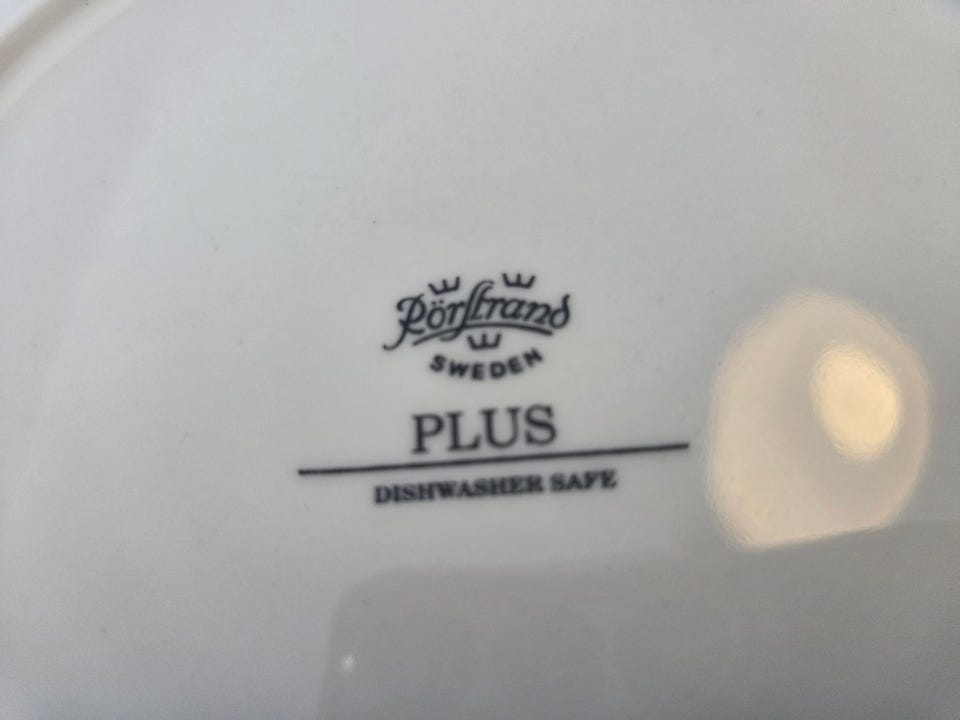 Rörstrand
SWEDEN
PLUS
DISHWASHER SAFE